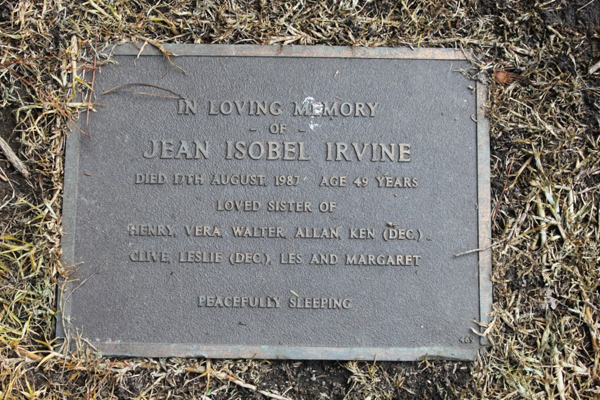 IN LOVING MEMORY
- OF -
JEAN ISOBEL IRVINE
DIED 17TH AUGUST, 1987 AGE 49 YEARS
LOVED SISTER OF
HENRY, VERA, WALTER, ALLAN, KEN (DEC),
CLIVE, LESLIE (DEC), LES AND MARGARET
PEACEFULLY SLEEPING